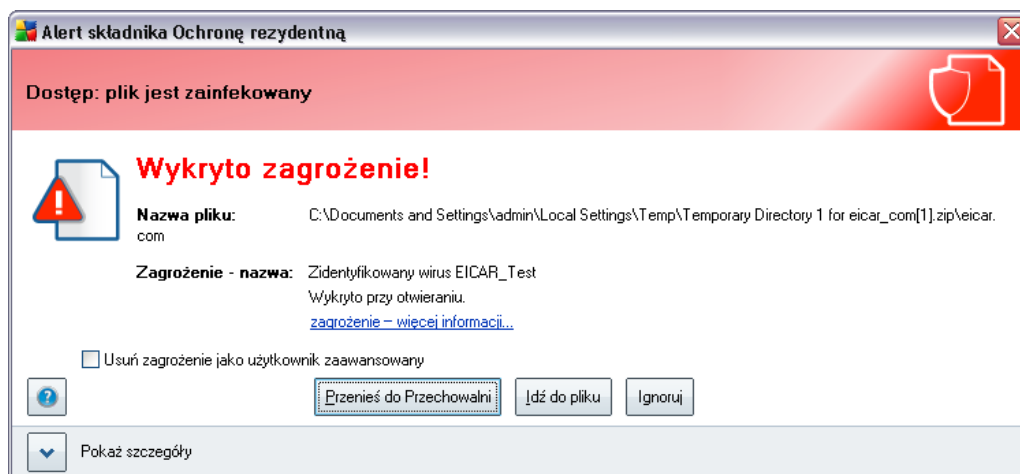 Alert składnika Ochronę rezydentną
Dostęp: plik jest zainfekowany
Wykryto zagrożenie!
Nazwa pliku: C:\Documents and Settings\admin\Local Settings\Temp\Temporary Directory 1 for eicar_com[1].zip\eicar.
com
Zagrożenie - nazwa: Zidentyfikowany wirus EICAR_Test
Wykryto przy otwieraniu.
zagrożenie – więcej informacji...
Usuń zagrożenie jako użytkownik zaawansowany
Przenieś do Przechowalni Idź do pliku Ignoruj
Pokaż szczegóły